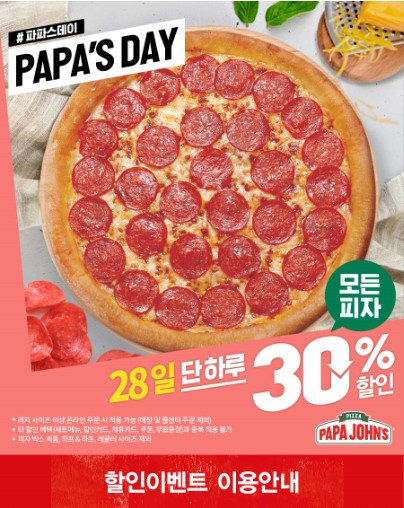 #파파스데이
PAPA'S DAY
모든
피자
28일 단 하루
30%
할인
• 라지 사이즈 이상 온라인 주문 시 적용 가능 (매장 및 콜센터 주문 제외)
• 타 할인 혜택(세트메뉴, 할인카드, 제휴카드, 쿠폰, 무료증정)과 중복 적용 불가
• 피자 박스 제품, 하프&하프, 레귤러 사이즈 제외
PIZZA
PAPA JOHN'S
할인이벤트 이용안내